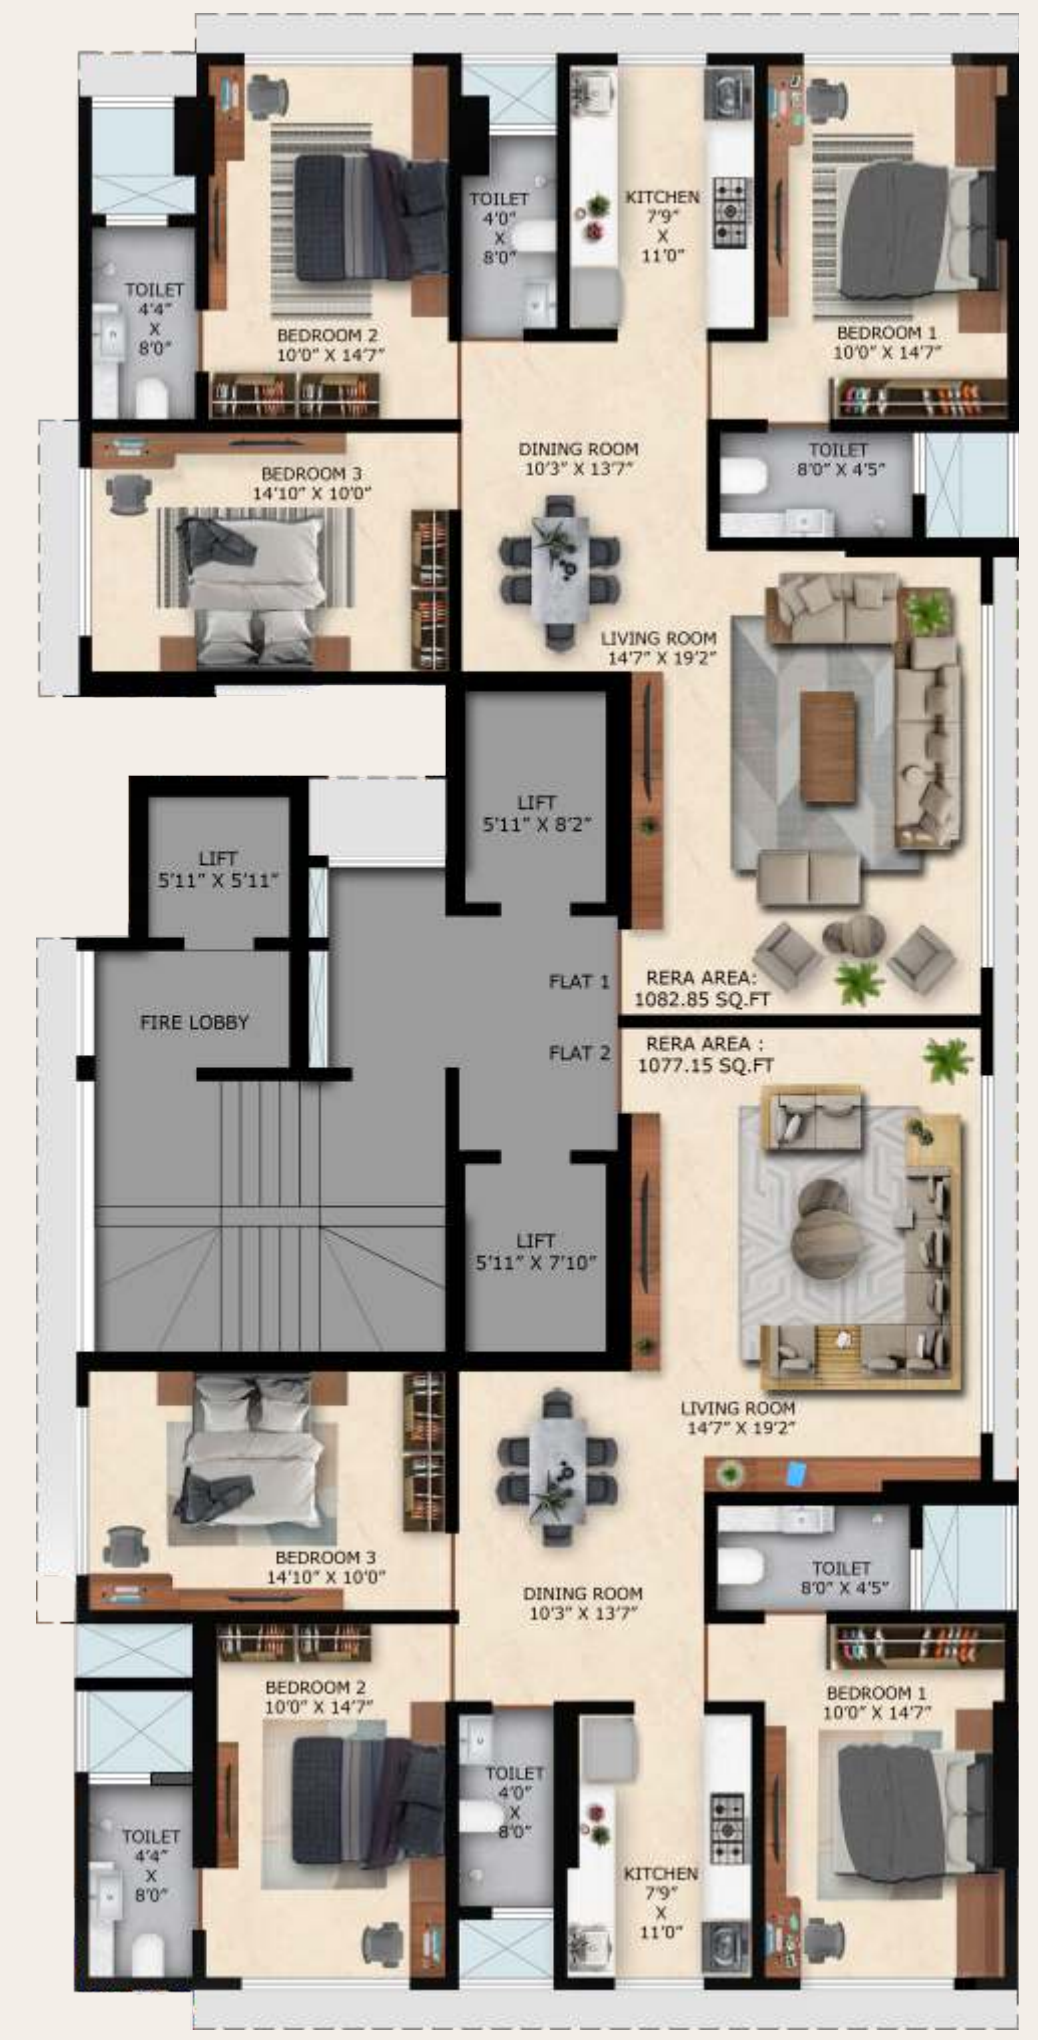 TOILET
4'0"
X
8'0"
KITCHEN
7'9"
X
11'0"
TOILET
4'4"
X
8'0"
BEDROOM 2
10'0" X 14'7"
BEDROOM 1
10'0" X 14'7"
DINING ROOM
10'3" X 13'7"
TOILET
8'0" X 4'5"
BEDROOM 3
14'10" X 10'0"
LIVING ROOM
14'7" X 19'2"
LIFT
5'11" X 8'2"
LIFT
5'11" X 5'11"
FLAT 1
RERA AREA:
1082.85 SQ.FT
FIRE LOBBY
FLAT 2
RERA AREA :
1077.15 SQ.FT
LIFT
5'11" X 7'10"
LIVING ROOM
14'7" X 19'2"
BEDROOM 3
14'10" X 10'0"
DINING ROOM
10'3" X 13'7"
TOILET
8'0" X 4'5"
BEDROOM 2
10'0" X 14'7"
BEDROOM 1
10'0" X 14'7"
TOILET
4'0"
X
8'0"
TOILET
4'4"
X
8'0"
KITCHEN
7'9"
X
11'0"